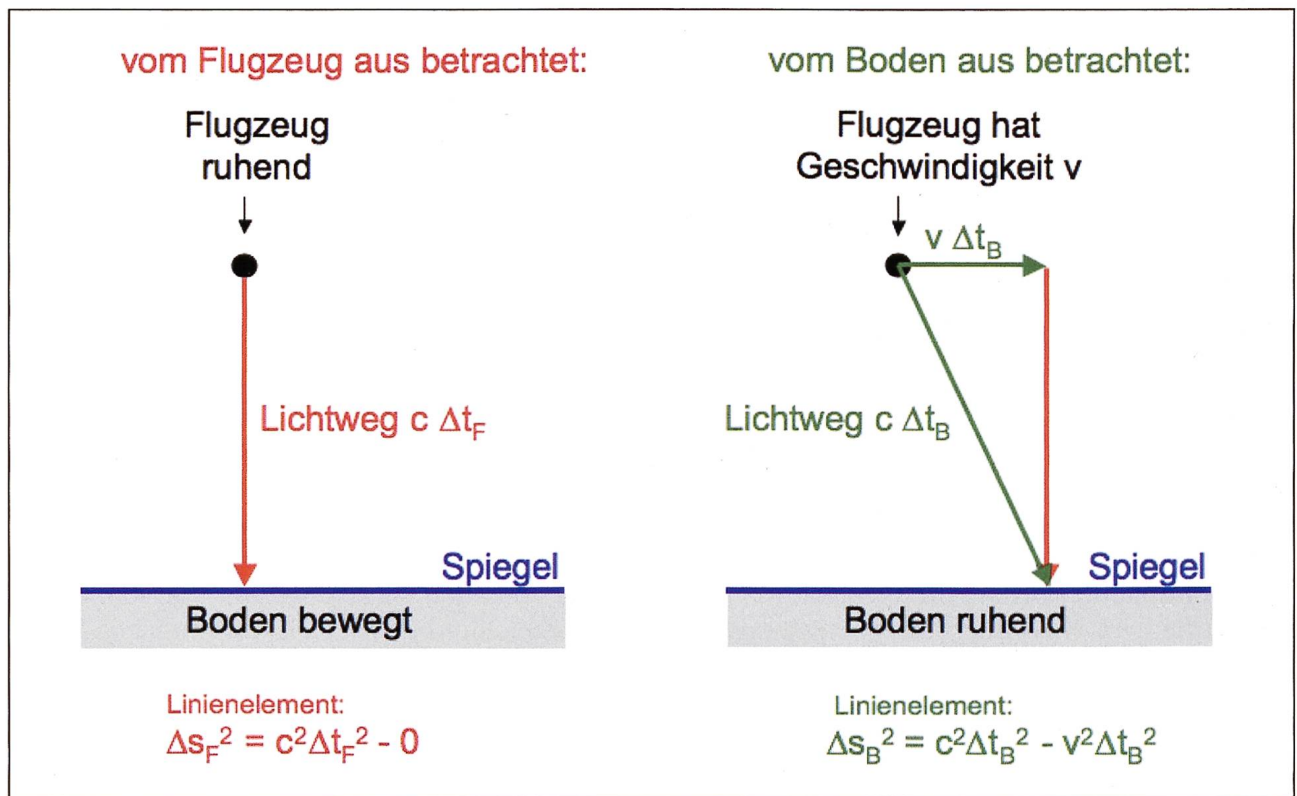 vom Flugzeug aus betrachtet:
Flugzeug
ruhend
Lichtweg c Δt_F
Spiegel
Boden bewegt
Linienelement:
Δs_F² = c²Δt_F² - 0
vom Boden aus betrachtet:
Flugzeug hat
Geschwindigkeit v
v Δt_B
Lichtweg c Δt_B
Spiegel
Boden ruhend
Linienelement:
Δs_B² = c²Δt_B² - v²Δt_B²